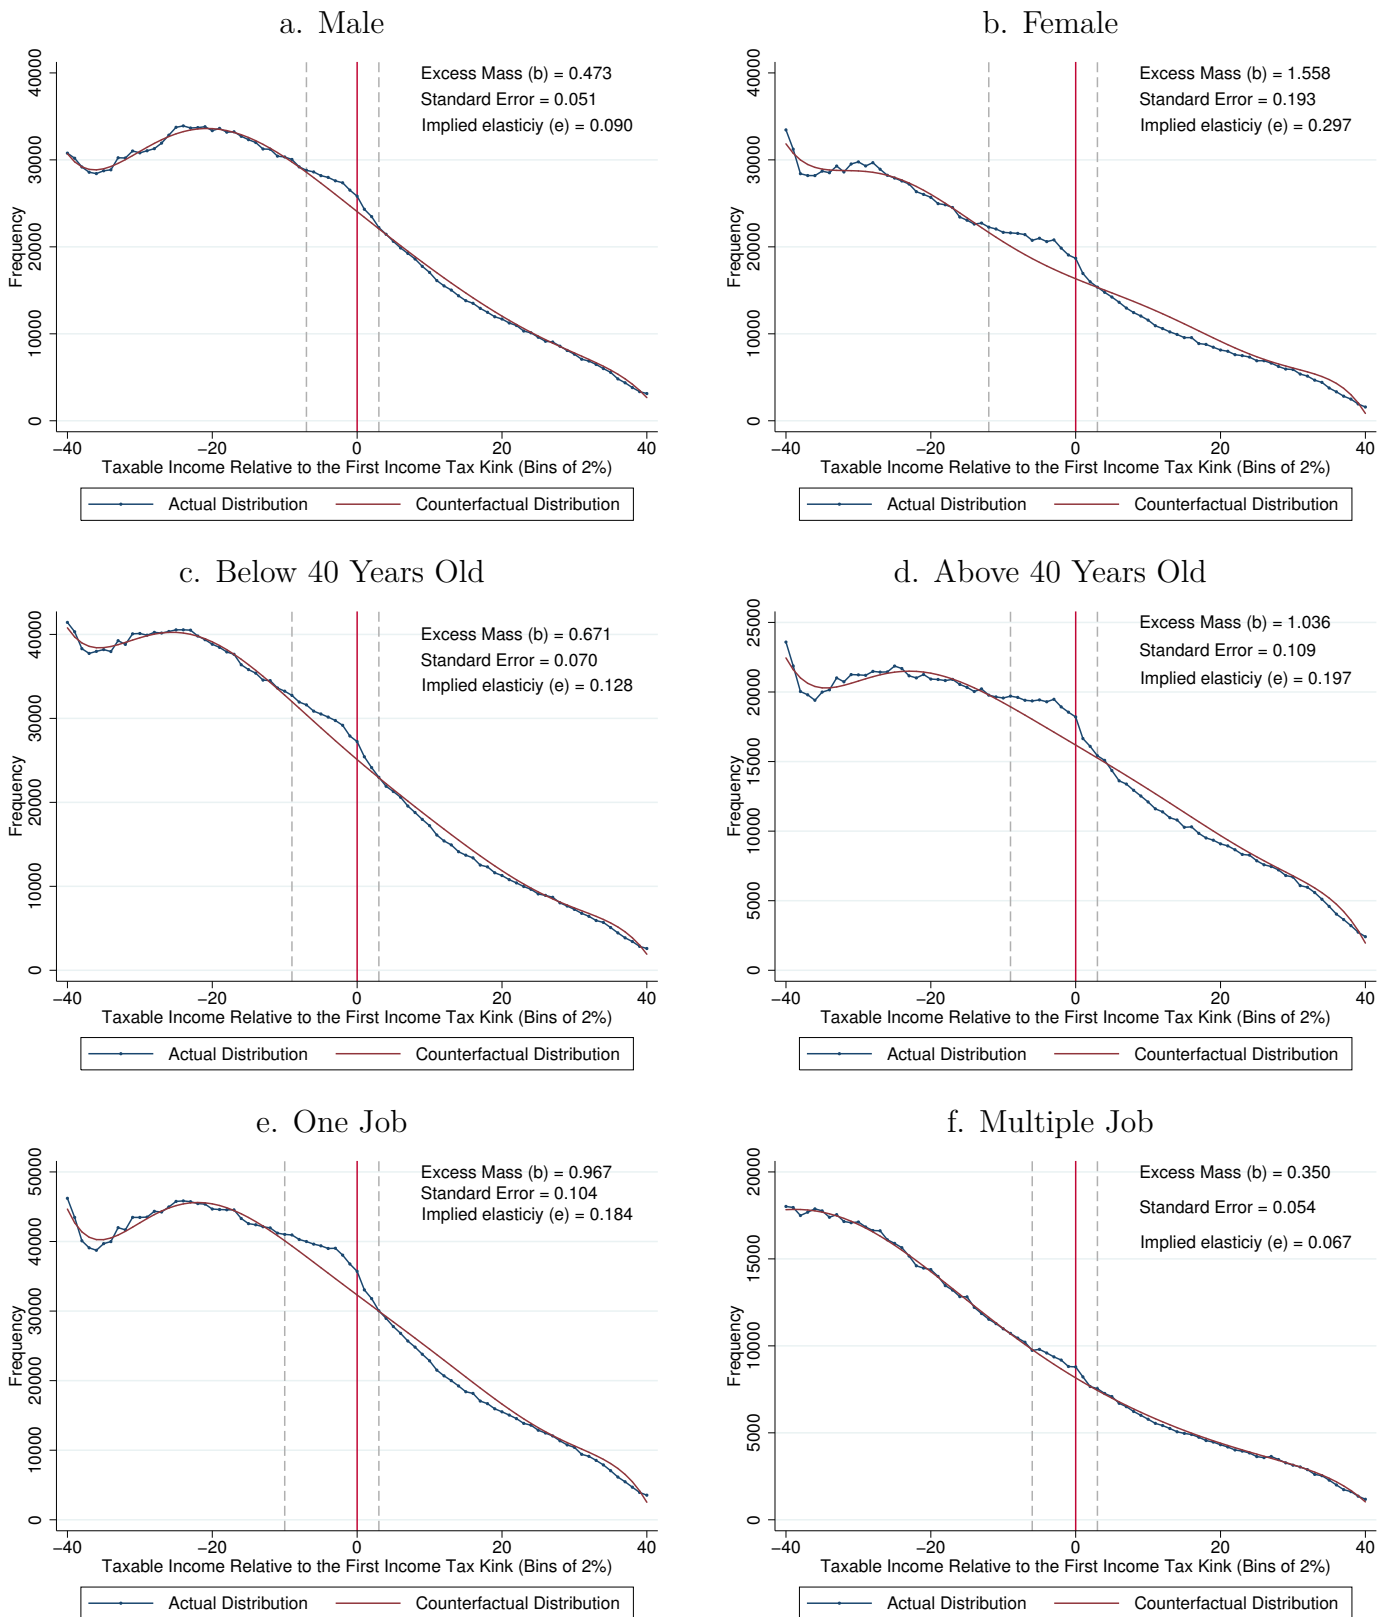 a. Male
Excess Mass (b) = 0.473
Standard Error = 0.051
Implied elasticiy (e) = 0.090
Frequency
40000
30000
20000
10000
0
−40 −20 0 20 40
Taxable Income Relative to the First Income Tax Kink (Bins of 2%)
Actual Distribution Counterfactual Distribution
b. Female
Excess Mass (b) = 1.558
Standard Error = 0.193
Implied elasticiy (e) = 0.297
Frequency
40000
30000
20000
10000
0
−40 −20 0 20 40
Taxable Income Relative to the First Income Tax Kink (Bins of 2%)
Actual Distribution Counterfactual Distribution
c. Below 40 Years Old
Excess Mass (b) = 0.671
Standard Error = 0.070
Implied elasticiy (e) = 0.128
Frequency
40000
30000
20000
10000
0
−40 −20 0 20 40
Taxable Income Relative to the First Income Tax Kink (Bins of 2%)
Actual Distribution Counterfactual Distribution
d. Above 40 Years Old
Excess Mass (b) = 1.036
Standard Error = 0.109
Implied elasticiy (e) = 0.197
Frequency
25000
20000
15000
10000
5000
0
−40 −20 0 20 40
Taxable Income Relative to the First Income Tax Kink (Bins of 2%)
Actual Distribution Counterfactual Distribution
e. One Job
Excess Mass (b) = 0.967
Standard Error = 0.104
Implied elasticiy (e) = 0.184
Frequency
50000
40000
30000
20000
10000
0
−40 −20 0 20 40
Taxable Income Relative to the First Income Tax Kink (Bins of 2%)
Actual Distribution Counterfactual Distribution
f. Multiple Job
Excess Mass (b) = 0.350
Standard Error = 0.054
Implied elasticiy (e) = 0.067
Frequency
20000
15000
10000
5000
0
−40 −20 0 20 40
Taxable Income Relative to the First Income Tax Kink (Bins of 2%)
Actual Distribution Counterfactual Distribution